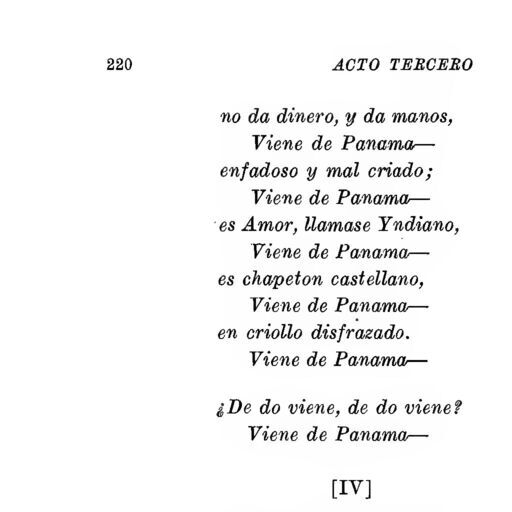 220 ACTO TERCERO
no da dinero, y da manos,
Viene de Panama—
enfadoso y mal criado;
Viene de Panama—
es Amor, llamase Yndiano,
Viene de Panama—
es chapeton castellano,
Viene de Panama—
en criollo disfrazado.
Viene de Panama—
¿De do viene, de do viene?
Viene de Panama—
[IV]